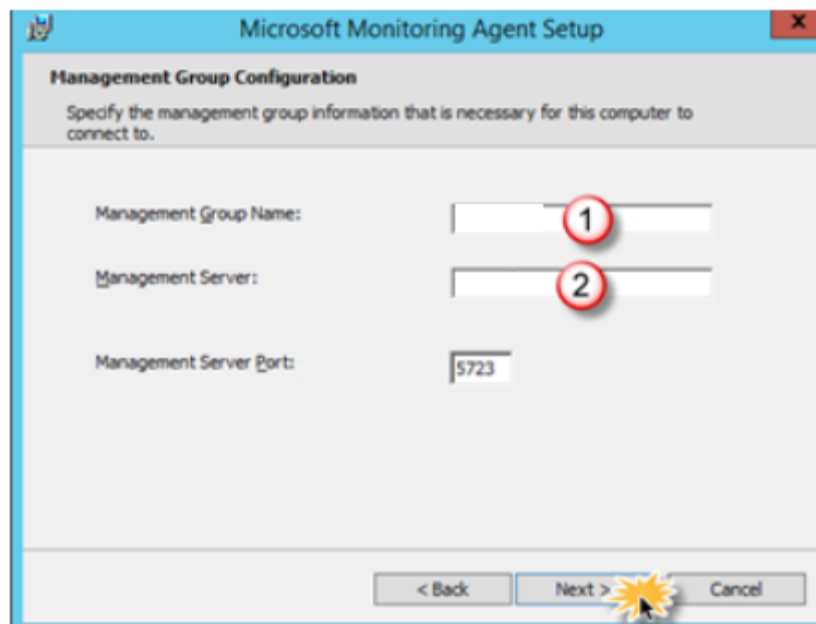 Microsoft Monitoring Agent Setup
X
Management Group Configuration
Specify the management group information that is necessary for this computer to
connect to.
Management Group Name:
1
Management Server:
2
Management Server Port:
5723
< Back Next > Cancel